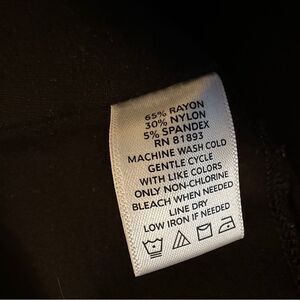 65% RAYON
30% NYLON
5% SPANDEX
RN 81893
MACHINE WASH COLD
GENTLE CYCLE
WITH LIKE COLORS
ONLY NON-CHLORINE
BLEACH WHEN NEEDED
LINE DRY
LOW IRON IF NEEDED